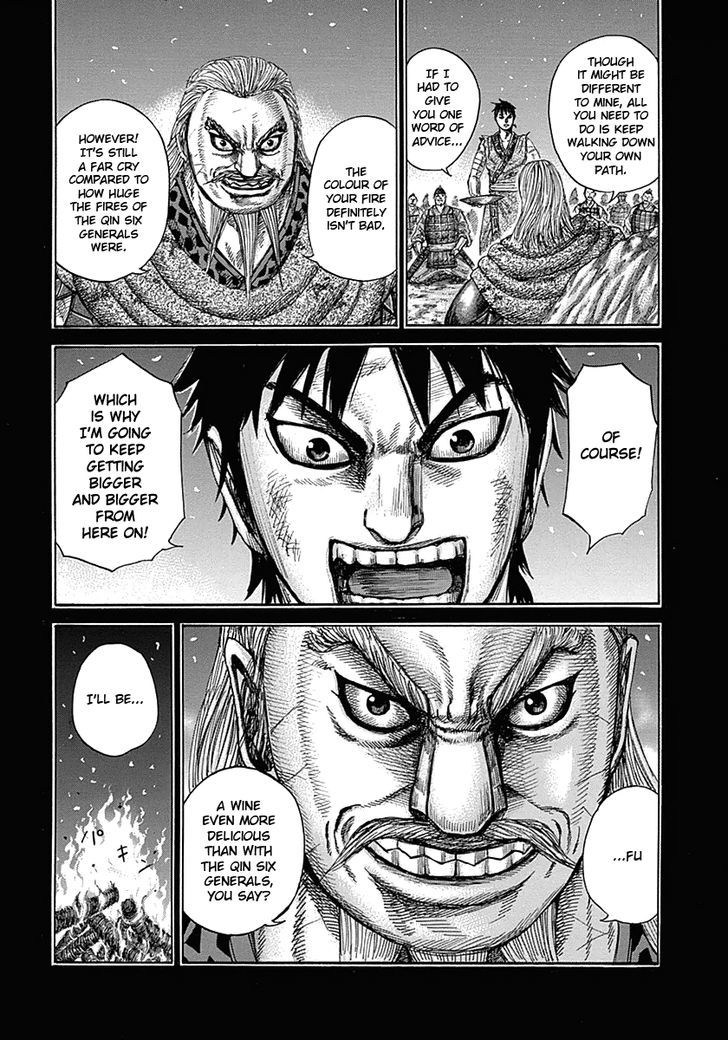 THOUGH
IT MIGHT BE
DIFFERENT
TO MINE, ALL
YOU NEED TO
DO IS KEEP
WALKING DOWN
YOUR OWN
PATH.
IF I
HAD TO
GIVE
YOU ONE
WORD OF
ADVICE...
THE
COLOUR OF
YOUR FIRE
DEFINITELY
ISN'T BAD.
HOWEVER!
IT'S STILL
A FAR CRY
COMPARED TO
HOW HUGE
THE FIRES OF
THE QIN SIX
GENERALS
WERE.
OF
COURSE!
WHICH
IS WHY
I'M GOING
TO KEEP
GETTING
BIGGER
AND BIGGER
FROM
HERE ON!
...FU
A WINE
EVEN MORE
DELICIOUS
THAN WITH
THE QIN SIX
GENERALS,
YOU SAY?
I'LL BE...
パ
キ